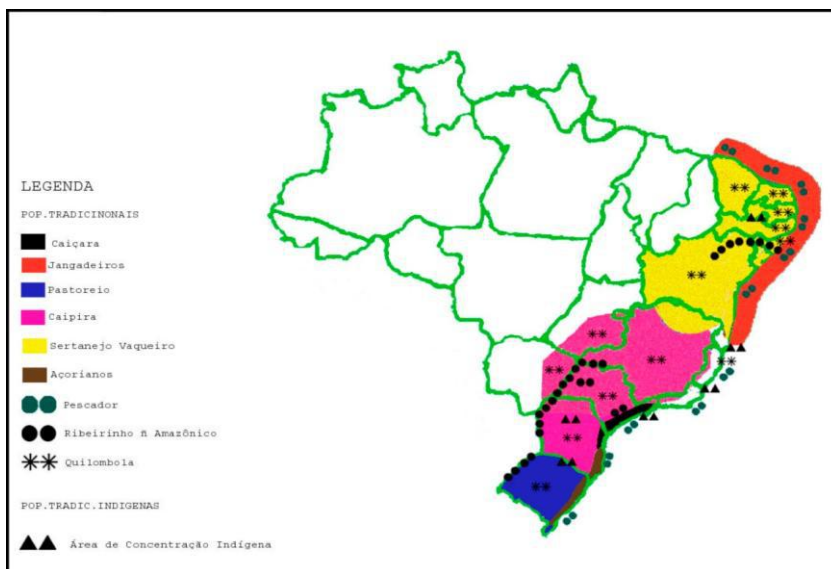 LEGENDA
POP.TRADICINONAIS
Caiçara
Jangadeiros
Pastoreio
Caipira
Sertanejo Vaqueiro
Açorianos
Pescador
Ribeirinho ñ Amazônico
Quilombola
POP.TRADIC.INDIGENAS
Área de Concentração Indígena